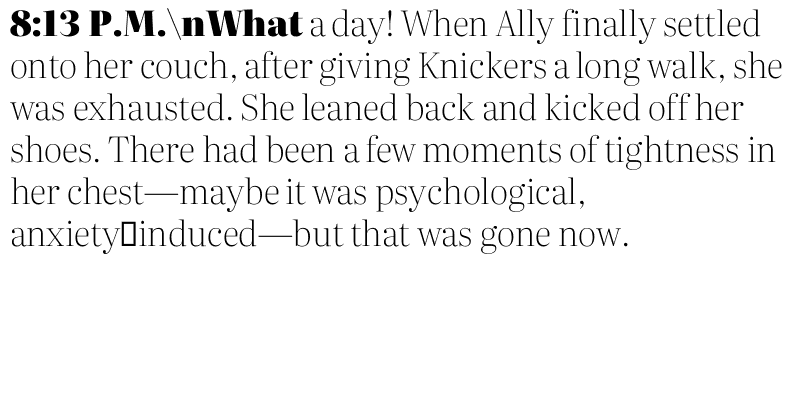 8:13 P.M.\nWhat a day! When Ally finally settled
onto her couch, after giving Knickers a long walk, she
was exhausted. She leaned back and kicked off her
shoes. There had been a few moments of tightness in
her chest—maybe it was psychological,
anxiety▯induced—but that was gone now.